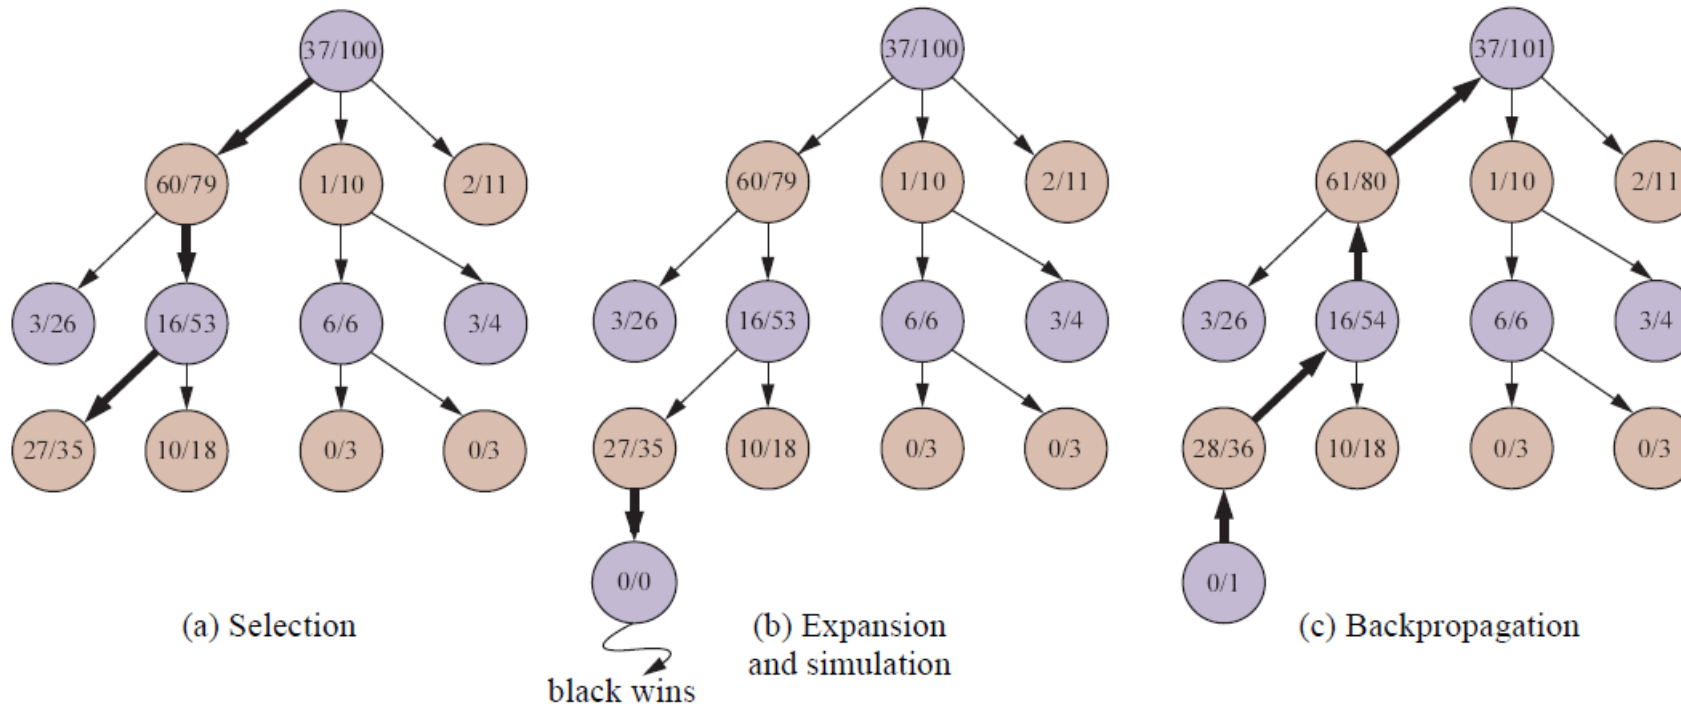 37/100
60/79 1/10 2/11
3/26 16/53 6/6 3/4
27/35 10/18 0/3 0/3
(a) Selection
37/100
60/79 1/10 2/11
3/26 16/53 6/6 3/4
27/35 10/18 0/3 0/3
0/0
black wins
(b) Expansion
and simulation
37/101
61/80 1/10 2/11
3/26 16/54 6/6 3/4
28/36 10/18 0/3 0/3
0/1
(c) Backpropagation